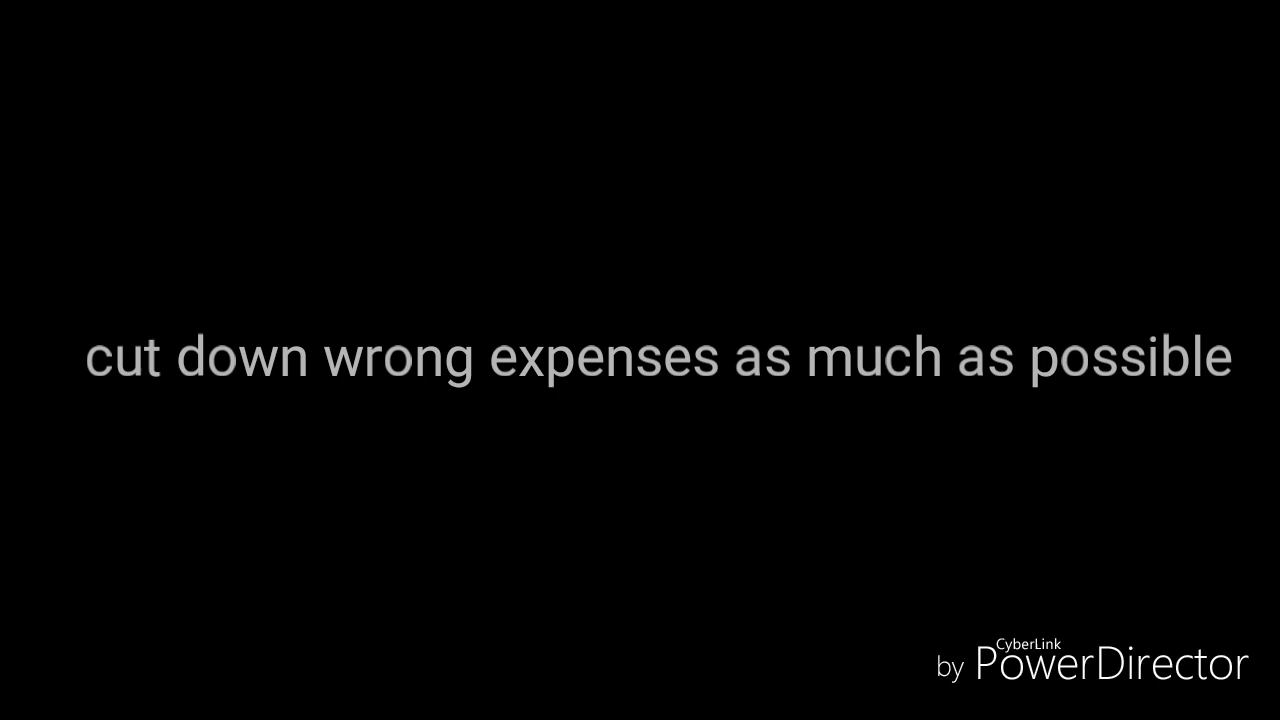 cut down wrong expenses as much as possible
CyberLink
by PowerDirector